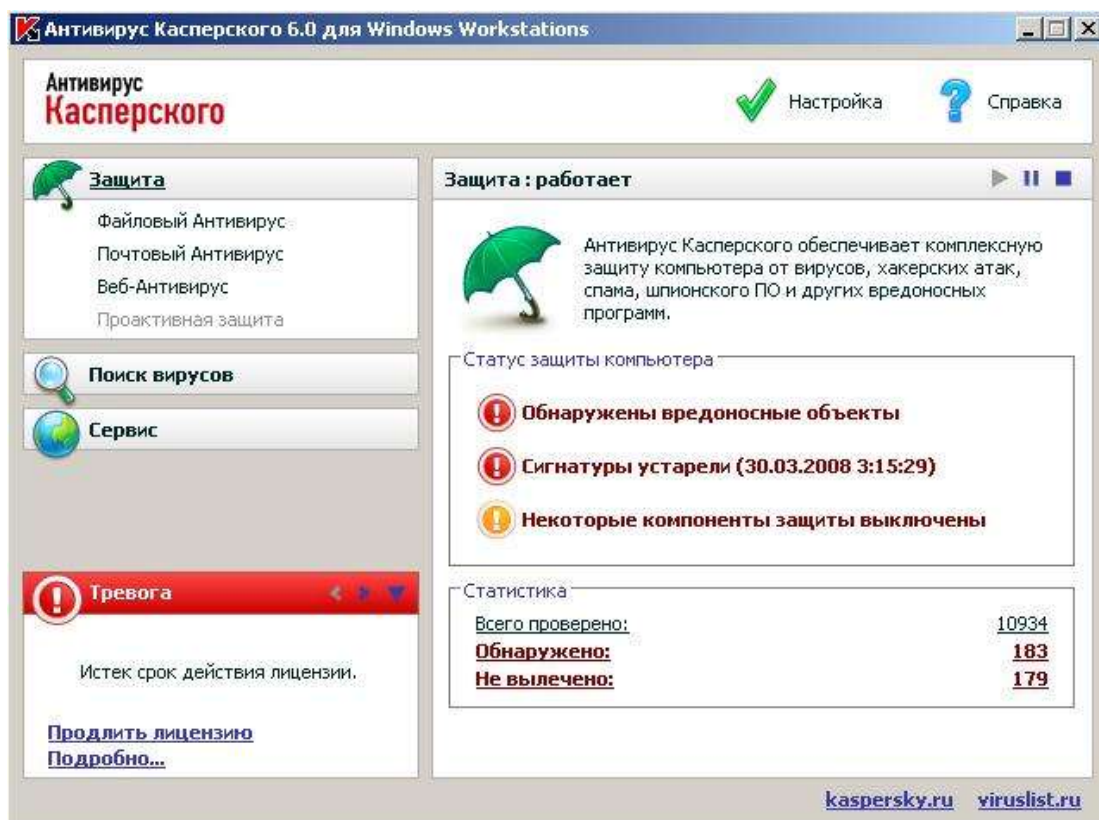 Антивирус Касперского 6.0 для Windows Workstations
Антивирус
Касперского
Настройка
Справка
Защита
Файловый Антивирус
Почтовый Антивирус
Веб-Антивирус
Проактивная защита
Поиск вирусов
Сервис
Тревога
Истек срок действия лицензии.
Продлить лицензию
Подробно...
Защита : работает
Антивирус Касперского обеспечивает комплексную
защиту компьютера от вирусов, хакерских атак,
спама, шпионского ПО и других вредоносных
программ.
Статус защиты компьютера
Обнаружены вредоносные объекты
Сигнатуры устарели (30.03.2008 3:15:29)
Некоторые компоненты защиты выключены
Статистика
Всего проверено: 10934
Обнаружено: 183
Не вылечено: 179
kaspersky.ru viruslist.ru